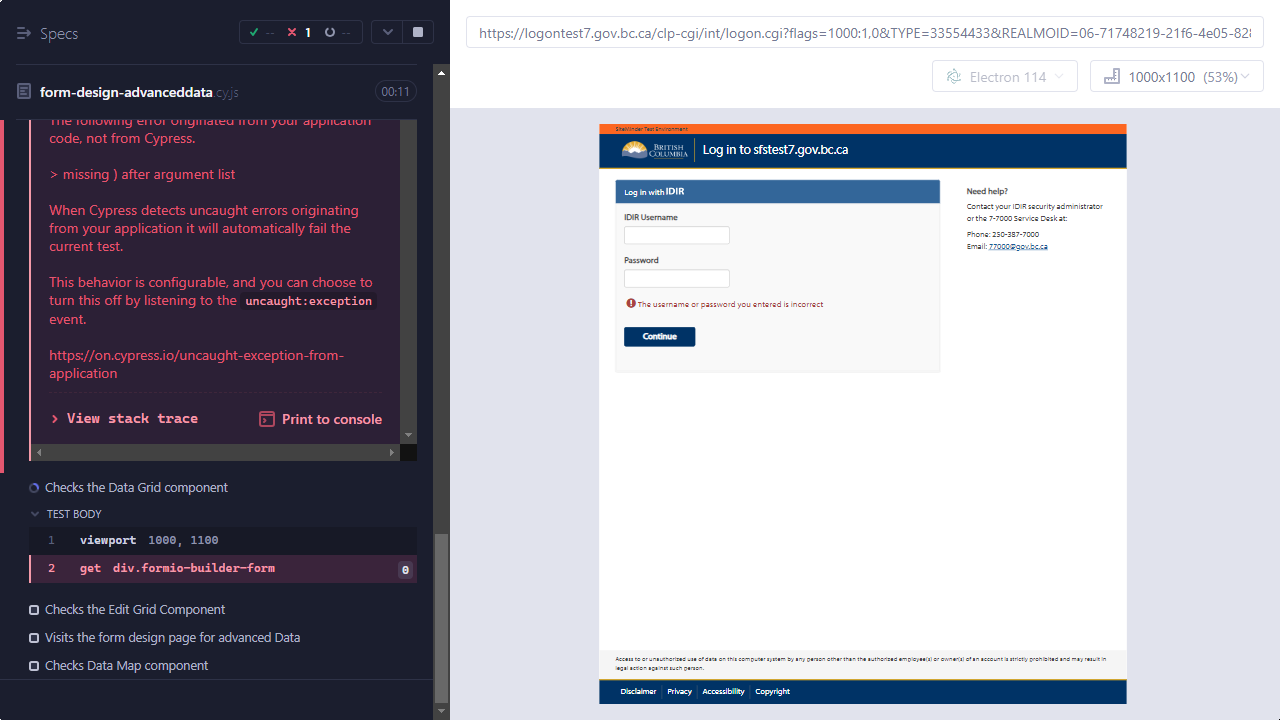 Specs
-- 1 --
form-design-advanceddata.cy.js 00:11
The following error originated from your application
code, not from Cypress.
> missing ) after argument list
When Cypress detects uncaught errors originating
from your application it will automatically fail the
current test.
This behavior is configurable, and you can choose to
turn this off by listening to the uncaught:exception
event.
https://on.cypress.io/uncaught-exception-from-
application
View stack trace Print to console
Checks the Data Grid component
TEST BODY
1 viewport 1000, 1100
2 get div.formio-builder-form 0
Checks the Edit Grid Component
Visits the form design page for advanced Data
Checks Data Map component
https://logontest7.gov.bc.ca/clp-cgi/int/logon.cgi?flags=1000:1,0&TYPE=33554433&REALMOID=06-71748219-21f6-4e05-828
Electron 114 1000x1100 (53%)
SiteMinder Test Environment
BRITISH
COLUMBIA
Log in to sfstest7.gov.bc.ca
Log in with IDIR
IDIR Username
Password
The username or password you entered is incorrect
Continue
Need help?
Contact your IDIR security administrator
or the 7-7000 Service Desk at:
Phone: 250-387-7000
Email: 77000@gov.bc.ca
Access to or unauthorized use of data on this computer system by any person other than the authorized employee(s) or owner(s) of an account is strictly prohibited and may result in
legal action against such person.
Disclaimer Privacy Accessibility Copyright